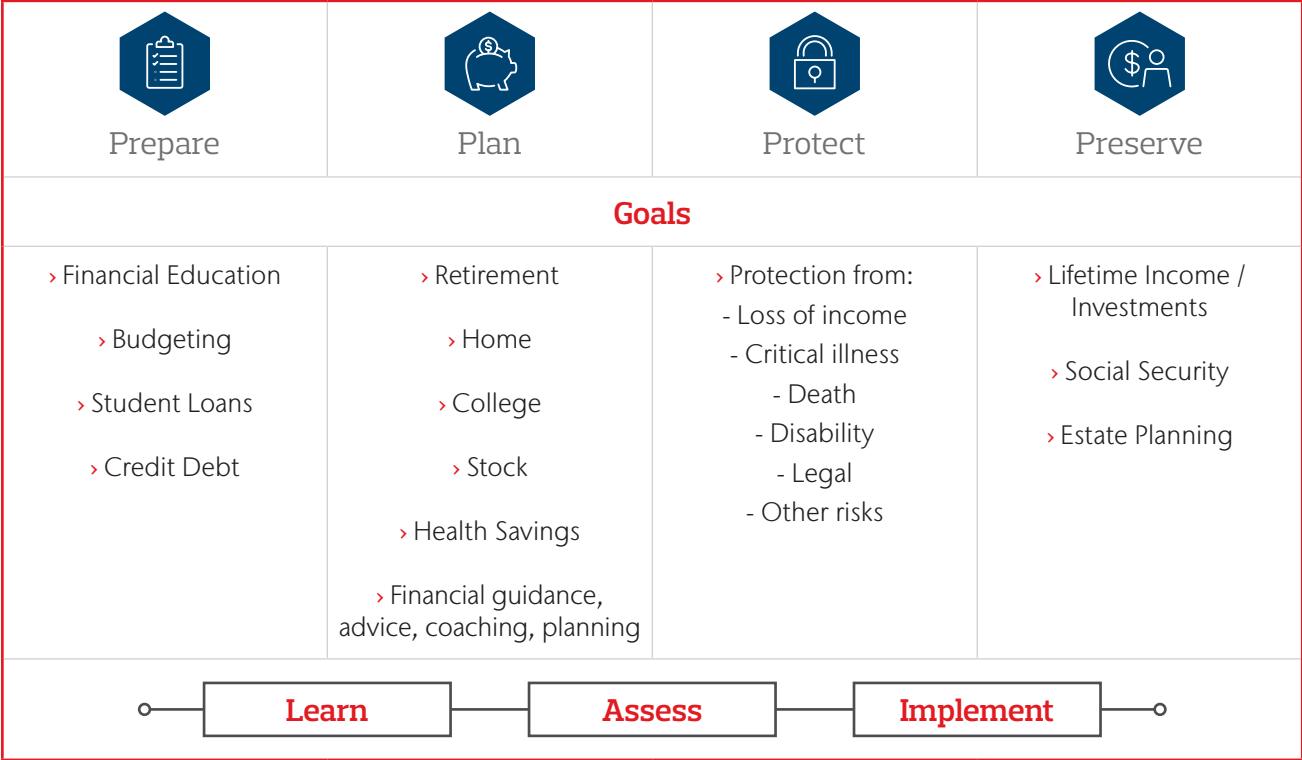 Prepare
Plan
Protect
Preserve
Goals
› Financial Education
› Budgeting
› Student Loans
› Credit Debt
› Retirement
› Home
› College
› Stock
› Health Savings
› Financial guidance,
advice, coaching, planning
› Protection from:
- Loss of income
- Critical illness
- Death
- Disability
- Legal
- Other risks
› Lifetime Income /
Investments
› Social Security
› Estate Planning
Learn
Assess
Implement